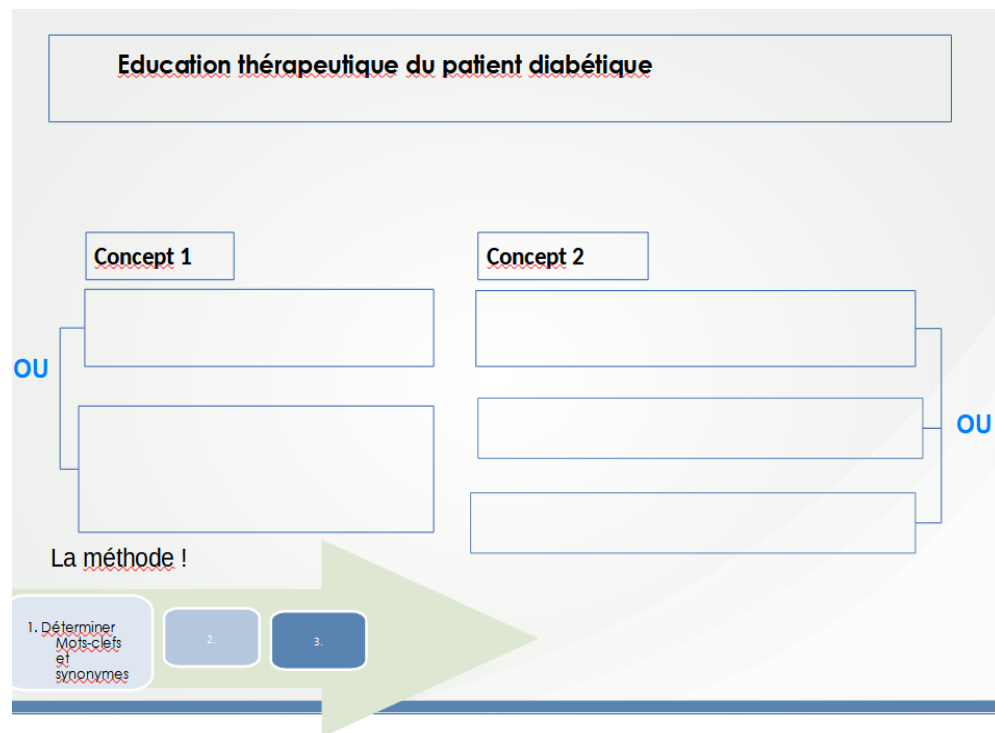 Education thérapeutique du patient diabétique
Concept 1
Concept 2
OU
OU
La méthode !
1. Déterminer
Mots-clefs
et
synonymes
2.
3.